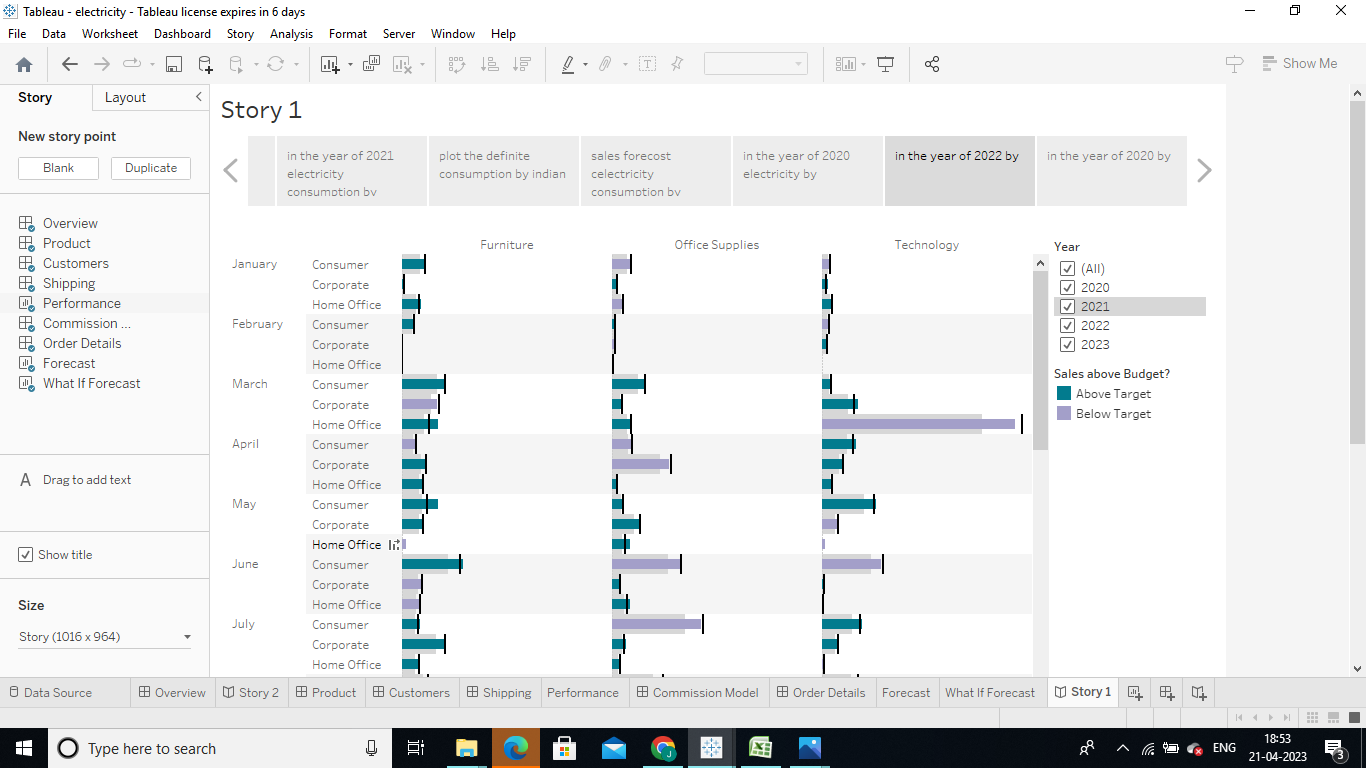 Tableau - electricity - Tableau license expires in 6 days
File Data Worksheet Dashboard Story Analysis Format Server Window Help
Show Me
Story Layout
New story point
Blank Duplicate
Overview
Product
Customers
Shipping
Performance
Commission ...
Order Details
Forecast
What If Forecast
A Drag to add text
Show title
Size
Story (1016 x 964)
Story 1
in the year of 2021
electricity
consumption by
plot the definite
consumption by indian
sales forecost
celectricity
consumption by
in the year of 2020
electricity by
in the year of 2022 by
in the year of 2020 by
Furniture Office Supplies Technology
January Consumer
Corporate
Home Office
February Consumer
Corporate
Home Office
March Consumer
Corporate
Home Office
April Consumer
Corporate
Home Office
May Consumer
Corporate
Home Office
June Consumer
Corporate
Home Office
July Consumer
Corporate
Home Office
Year
(All)
2020
2021
2022
2023
Sales above Budget?
Above Target
Below Target
Data Source Overview Story 2 Product Customers Shipping Performance Commission Model Order Details Forecast What If Forecast Story 1
Type here to search
ENG
18:53
21-04-2023
3